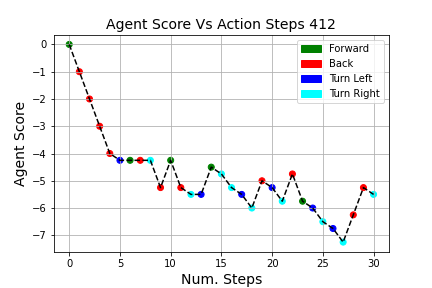 Agent Score Vs Action Steps 412
Forward
Back
Turn Left
Turn Right
0
−1
−2
−3
−4
−5
−6
−7
Agent Score
0 5 10 15 20 25 30
Num. Steps